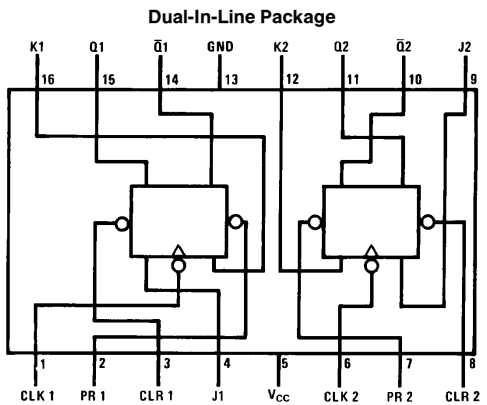 Dual-In-Line Package
K1 Q1 Q̅1 GND K2 Q2 Q̅2 J2
16 15 14 13 12 11 10 9
1 2 3 4 5 6 7 8
CLK 1 PR 1 CLR 1 J1 VCC CLK 2 PR 2 CLR 2